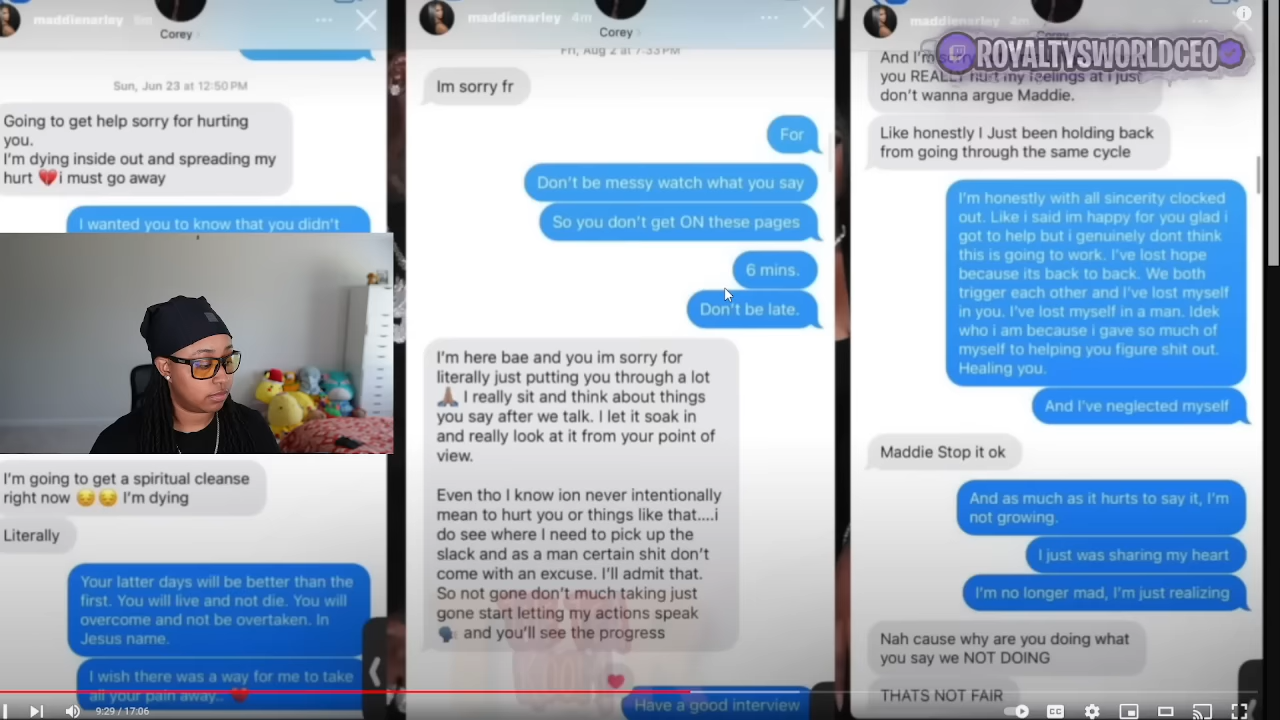 maddienarley 5m
Corey
Sun, Jun 23 at 12:50 PM
Going to get help sorry for hurting
you.
I'm dying inside out and spreading my
hurt 💔i must go away
I wanted you to know that you didn't
I'm going to get a spiritual cleanse
right now 😔😔 I'm dying
Literally
Your latter days will be better than the
first. You will live and not die. You will
overcome and not be overtaken. In
Jesus name.
I wish there was a way for me to take
all your pain away.. ❤️
maddienarley 4m
Corey
Fri, Aug 2 at 7:33 PM
Im sorry fr
For
Don't be messy watch what you say
So you don't get ON these pages
6 mins.
Don't be late.
I'm here bae and you im sorry for
literally just putting you through a lot
🙏🏽 I really sit and think about things
you say after we talk. I let it soak in
and really look at it from your point of
view.
Even tho I know ion never intentionally
mean to hurt you or things like that....i
do see where I need to pick up the
slack and as a man certain shit don't
come with an excuse. I'll admit that.
So not gone don't much taking just
gone start letting my actions speak
🗣️ and you'll see the progress
Have a good interview
maddienarley 4m
Corey
ROYALTYSWORLDCEO
And I'm
you REALLY hurt my feelings at I just
don't wanna argue Maddie.
Like honestly I Just been holding back
from going through the same cycle
I'm honestly with all sincerity clocked
out. Like i said im happy for you glad i
got to help but i genuinely dont think
this is going to work. I've lost hope
because its back to back. We both
trigger each other and I've lost myself
in you. I've lost myself in a man. Idek
who i am because i gave so much of
myself to helping you figure shit out.
Healing you.
And I've neglected myself
Maddie Stop it ok
And as much as it hurts to say it, I'm
not growing.
I just was sharing my heart
I'm no longer mad, I'm just realizing
Nah cause why are you doing what
you say we NOT DOING
THATS NOT FAIR
9:29 / 17:06